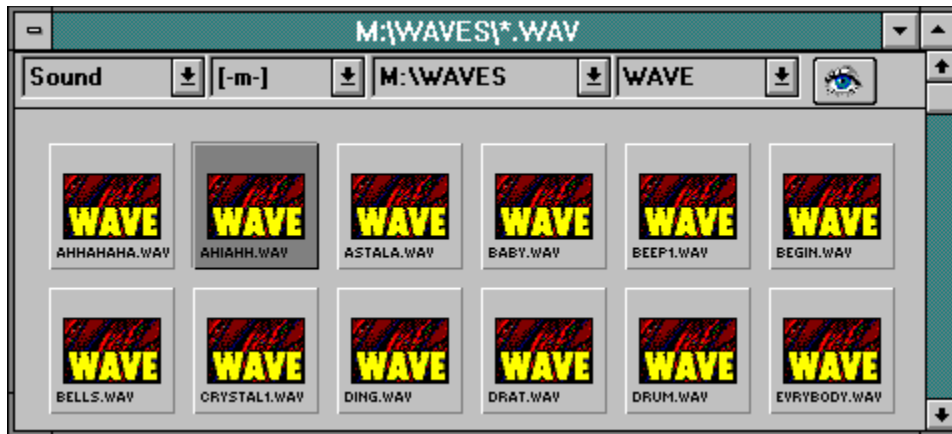 M:\WAVES\*.WAV
Sound [-m-] M:\WAVES WAVE
WAVE WAVE WAVE WAVE WAVE WAVE
AHHAHAHA.WAV AHIAHH.WAV ASTALA.WAV BABY.WAV BEEP1.WAV BEGIN.WAV
WAVE WAVE WAVE WAVE WAVE WAVE
BELLS.WAV CRYSTAL1.WAV DING.WAV DRAT.WAV DRUM.WAV EVRYBODY.WAV